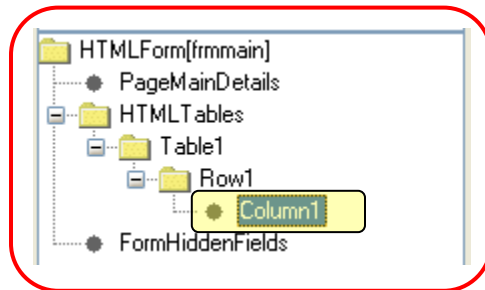 HTMLForm[frmmain]
PageMainDetails
HTMLTables
Table1
Row1
Column1
FormHiddenFields